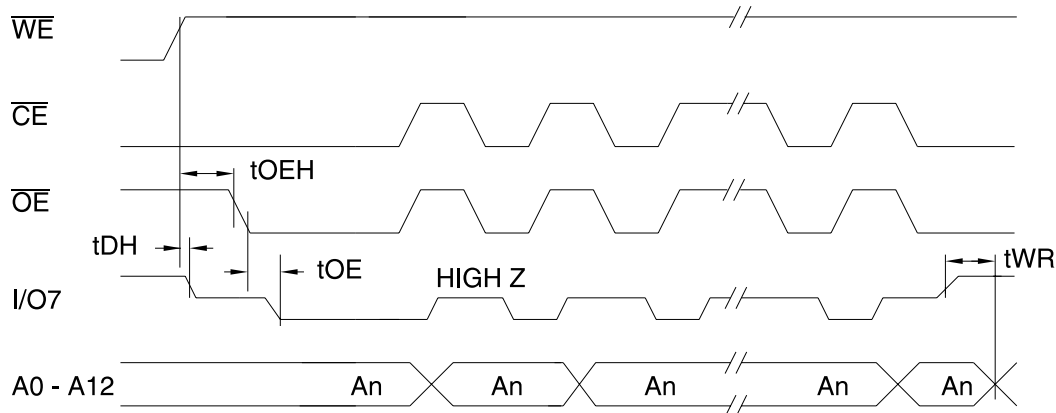 WE
CE
tOEH
OE
tDH
tOE
HIGH Z
tWR
I/O7
A0 - A12 An An An An An